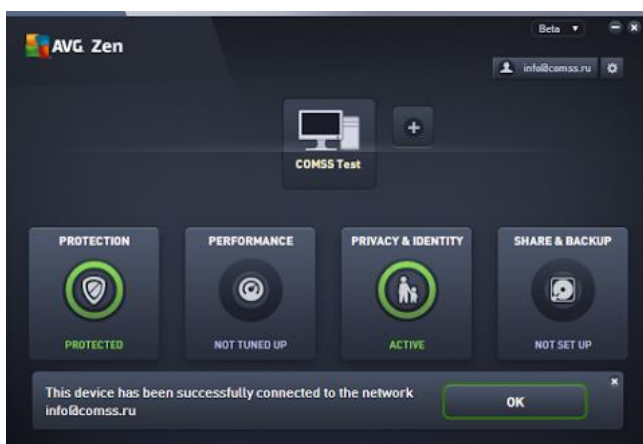 AVG Zen
Beta
info@comss.ru
COMSS Test
PROTECTION
PERFORMANCE
PRIVACY & IDENTITY
SHARE & BACKUP
PROTECTED
NOT TUNED UP
ACTIVE
NOT SET UP
This device has been successfully connected to the network
info@comss.ru
OK